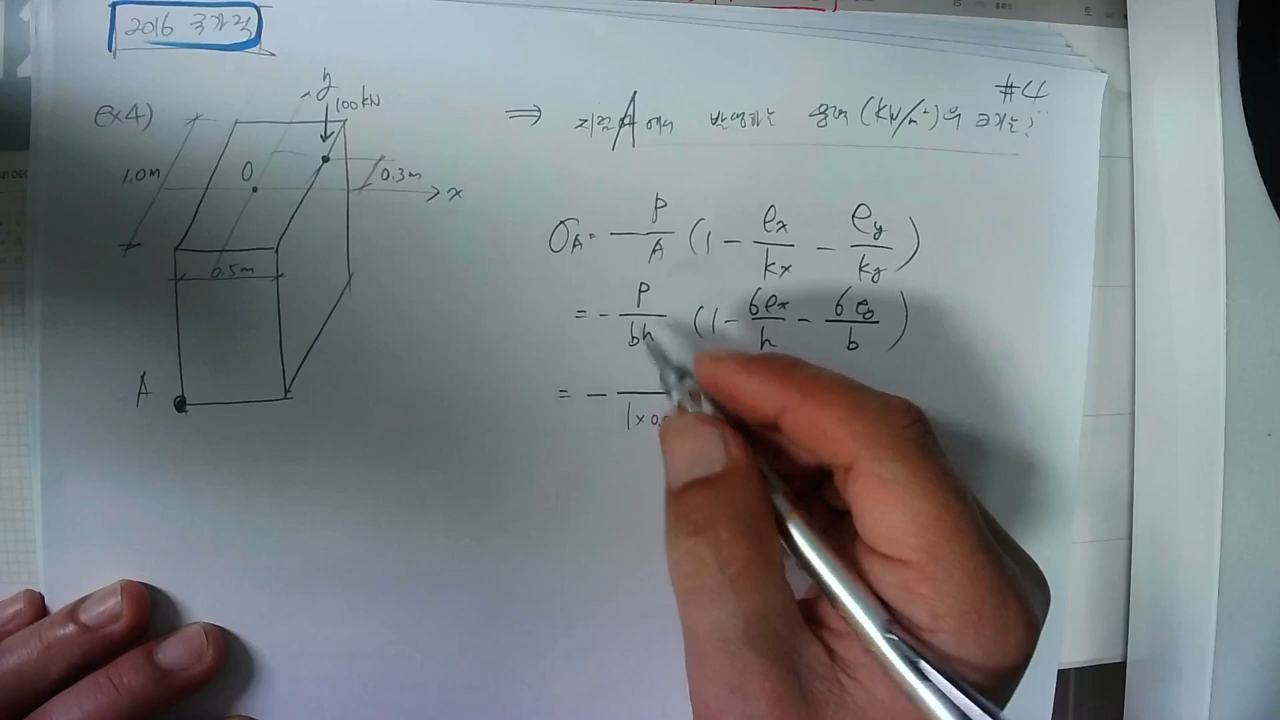 2016 국가직
#4
ex4)
y
100kN
1.0m
0
0.3m
x
0.5m
A
⇒ 지점 A에서 발생하는 응력 (kN/m²)의 크기는?
σA = - P/A (1 - ex/kx - ey/ky)
= - P/bh (1 - 6ex/h - 6ey/b)
= - 1×0.